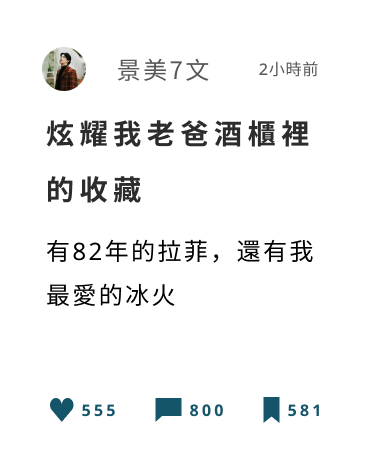 景美7文
2小時前
炫耀我老爸酒櫃裡
的收藏
有82年的拉菲，還有我
最愛的冰火
555
800
581